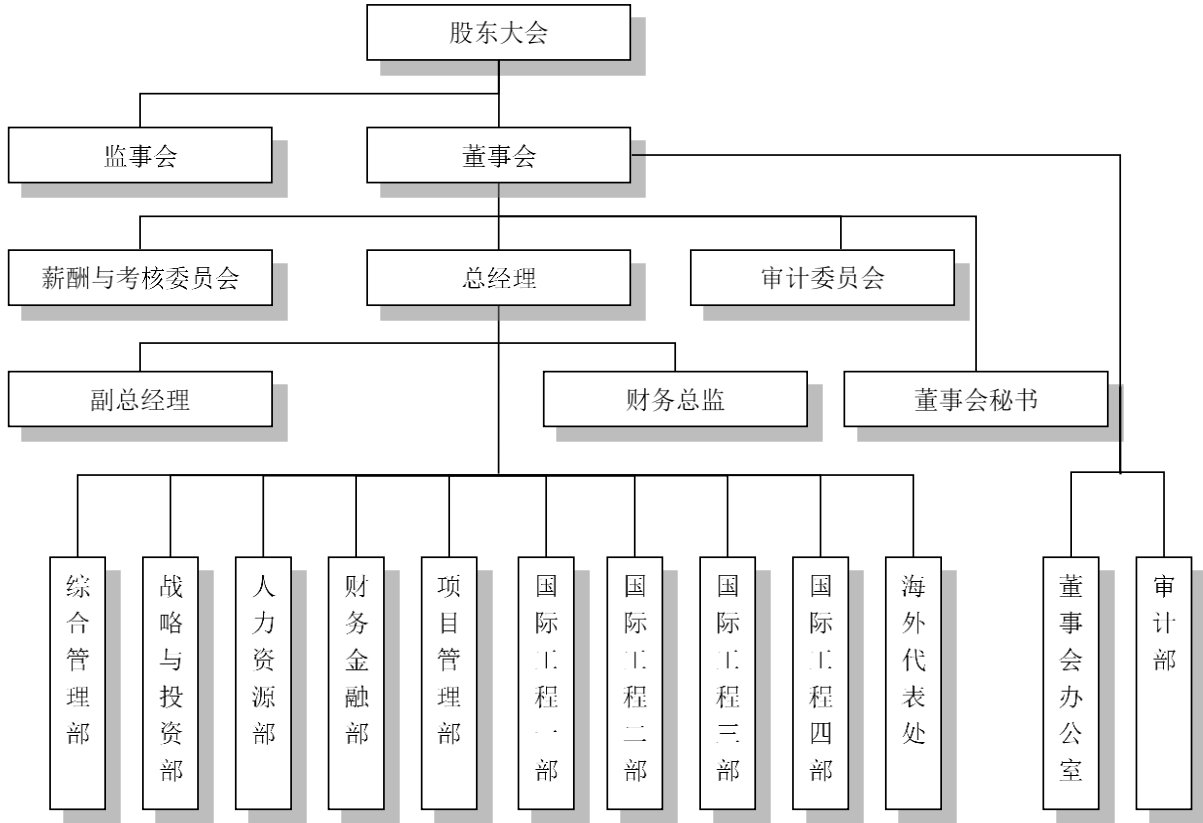 股东大会
监事会
董事会
薪酬与考核委员会
总经理
审计委员会
副总经理
财务总监
董事会秘书
综合管理部
战略与投资部
人力资源部
财务金融部
项目管理部
国际工程一部
国际工程二部
国际工程三部
国际工程四部
海外代表处
董事会办公室
审计部